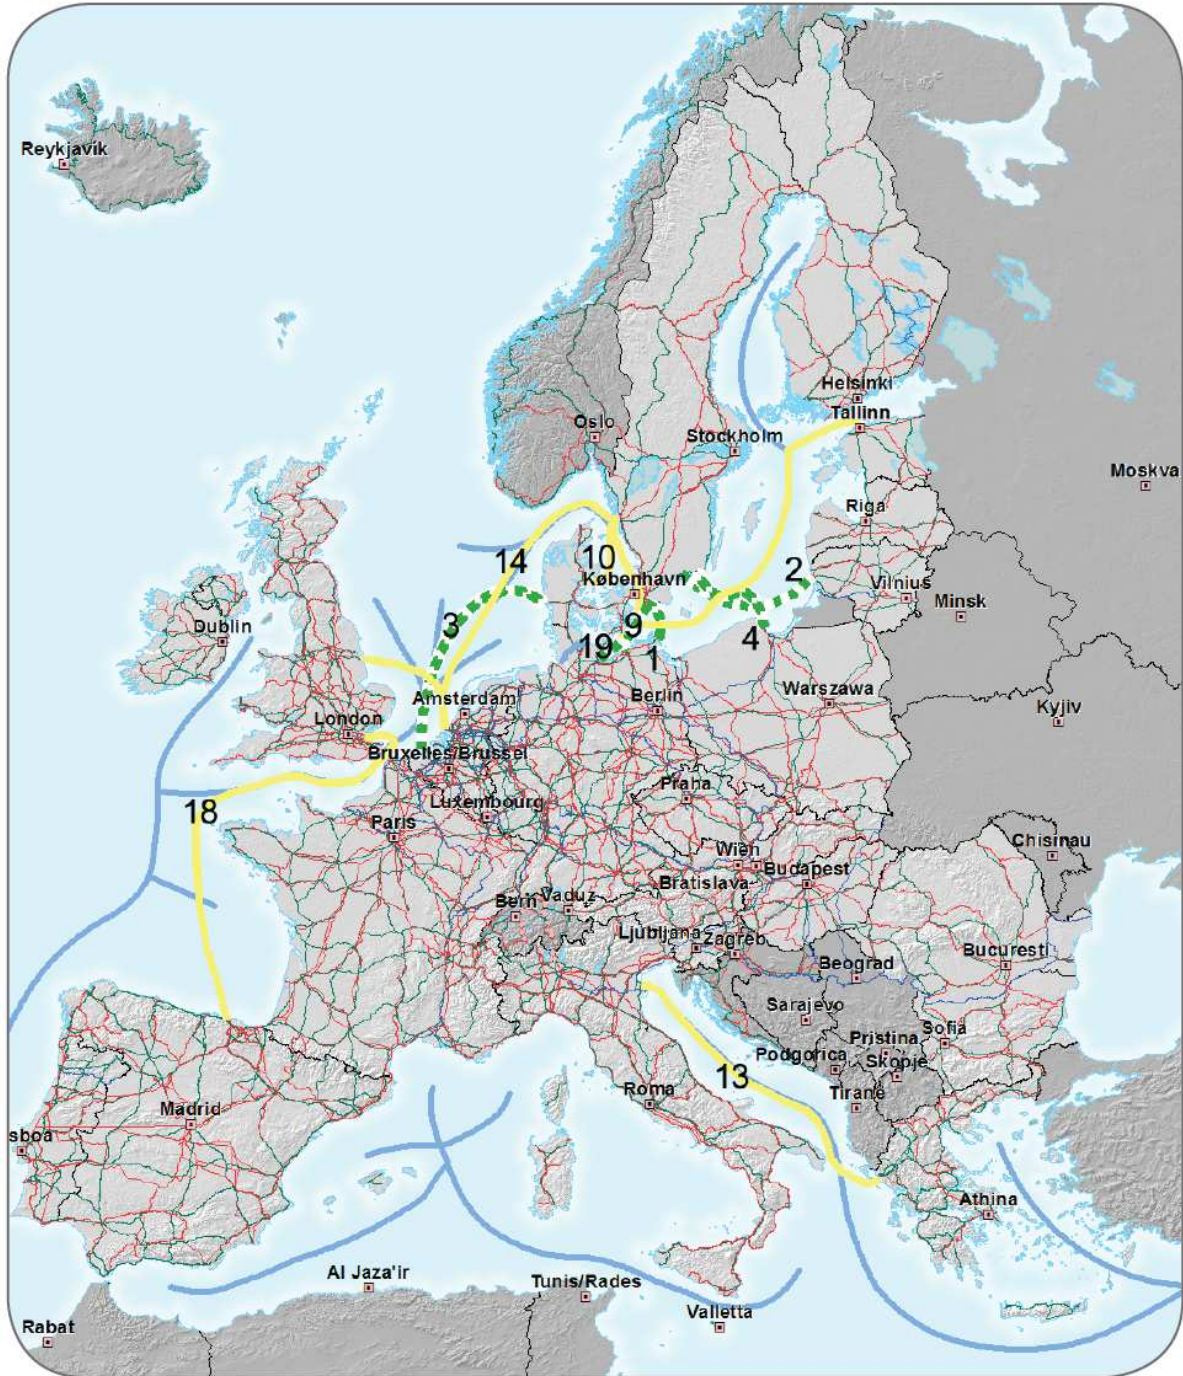 Reykjavík
Helsinki
Tallinn
Oslo
Stockholm
Moskva
Riga
14
10
København
2
Vilnius
Minsk
3
Dublin
9
19
1
4
Amsterdam
Berlin
Warszawa
Kyjiv
London
Bruxelles/Brussel
Praha
Luxembourg
18
Paris
Chisinau
Wien
Budapest
Bratislava
Bern
Vaduz
Ljubljana
Zagreb
Beograd
Bucuresti
Sarajevo
Pristina
Sofia
Podgorica
Skopje
13
Roma
Tirane
Madrid
sboa
Athina
Al Jaza'ir
Tunis/Rades
Valletta
Rabat